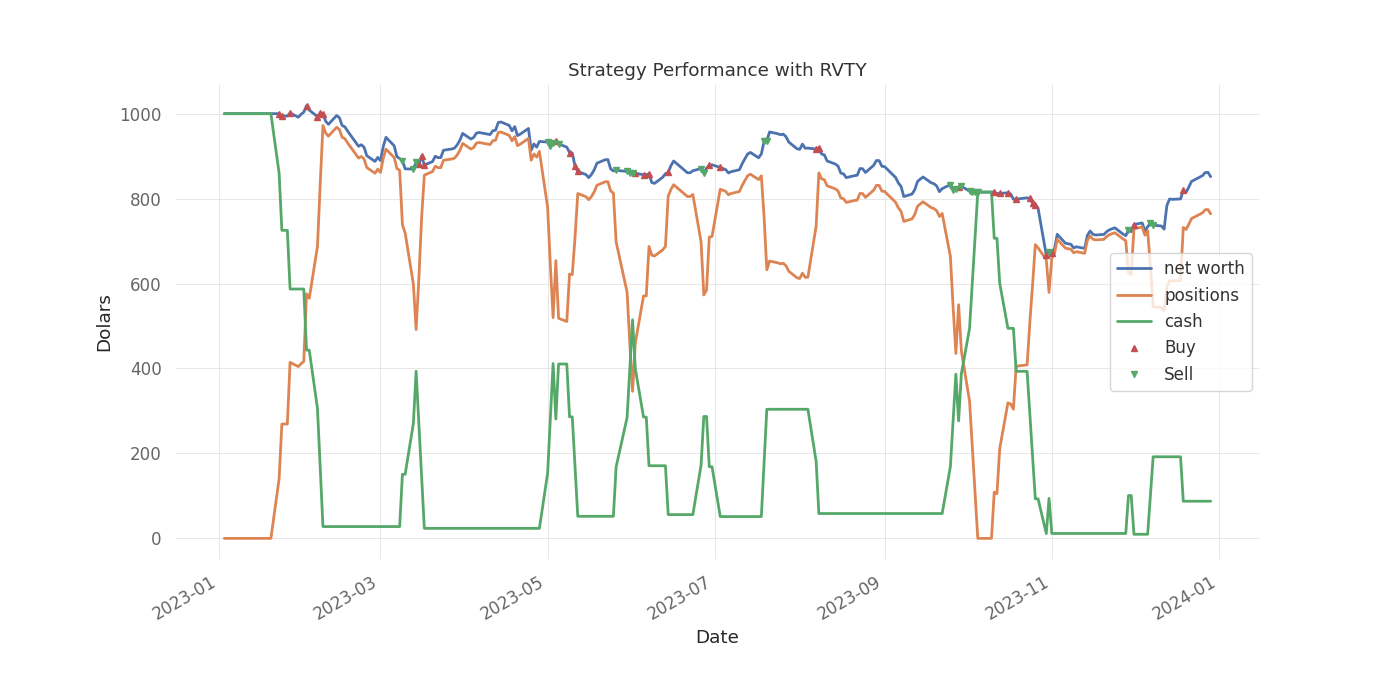 Strategy Performance with RVTY
Dolars
1000
800
600
400
200
0
net worth
positions
cash
Buy
Sell
2023-01
2023-03
2023-05
2023-07
2023-09
2023-11
2024-01
Date